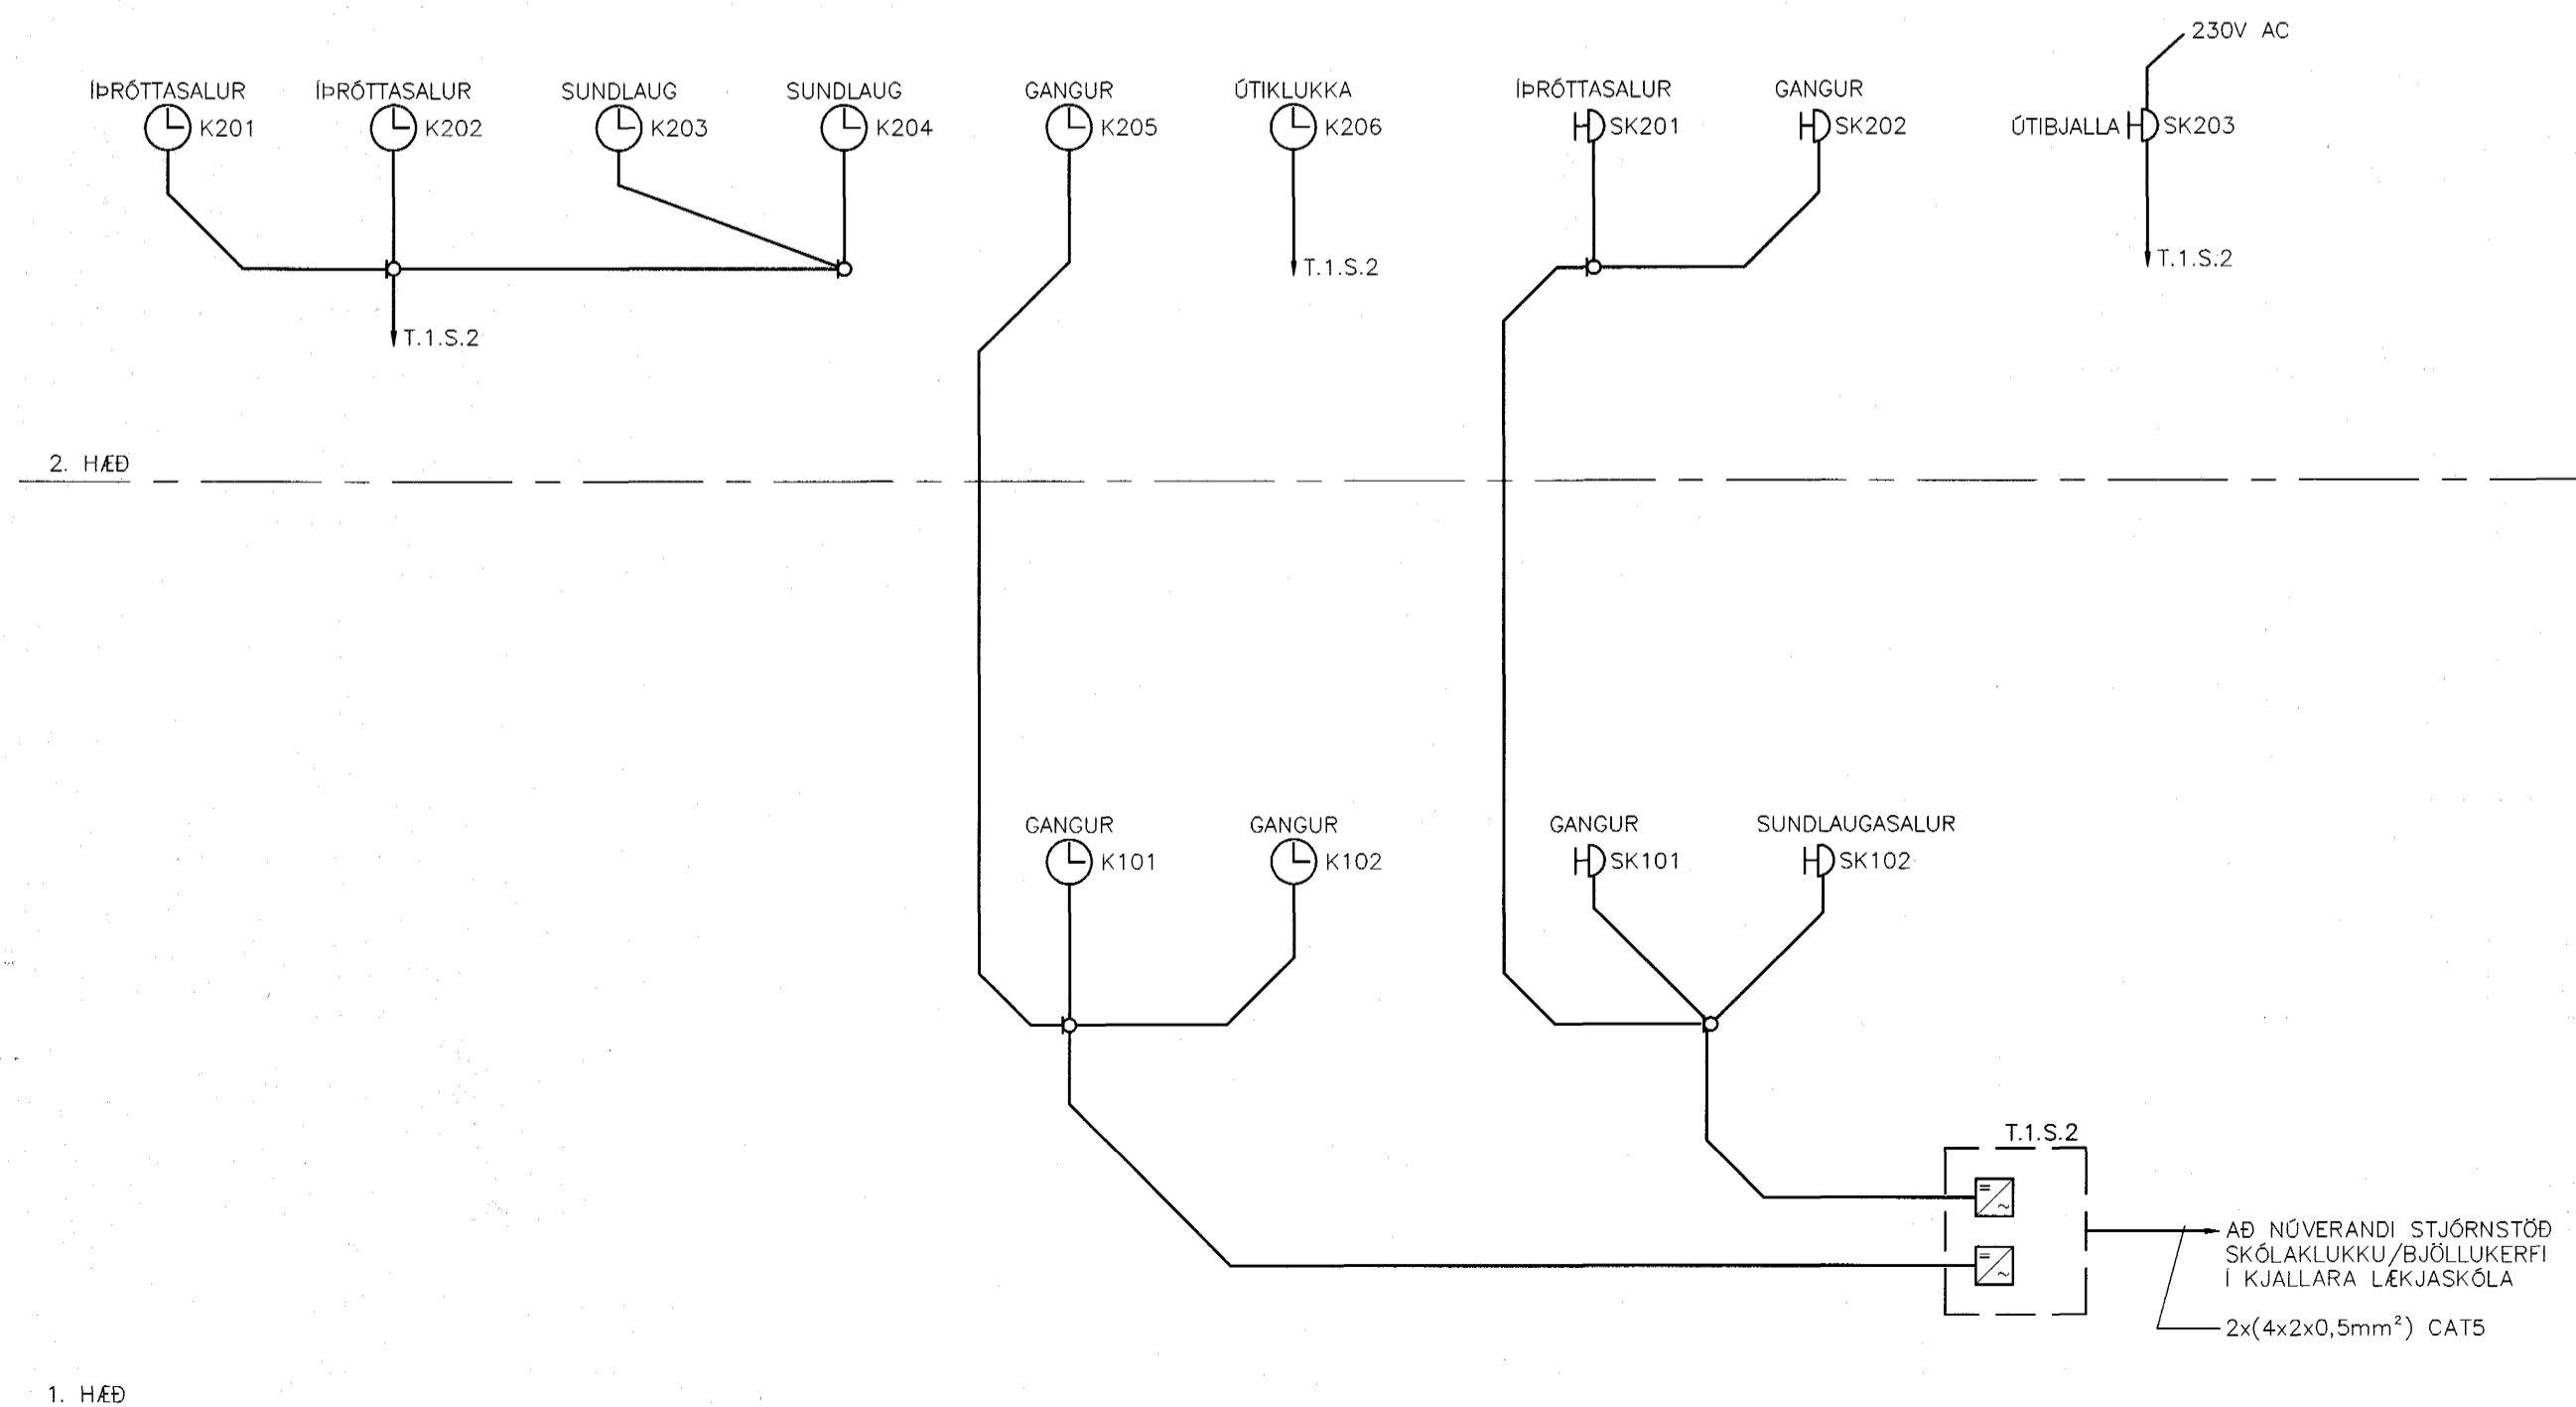 230V AC
ÍÞRÓTTASALUR
K201
ÍÞRÓTTASALUR
K202
SUNDLAUG
K203
SUNDLAUG
K204
GANGUR
K205
ÚTIKLUKKA
K206
ÍÞRÓTTASALUR
SK201
GANGUR
SK202
ÚTIBJALLA
SK203
T.1.S.2
T.1.S.2
T.1.S.2
2. HÆÐ
GANGUR
K101
GANGUR
K102
GANGUR
SK101
SUNDLAUGASALUR
SK102
T.1.S.2
=
~
=
~
AÐ NÚVERANDI STJÓRNSTÖÐ
SKÓLAKLUKKU/BJÖLLUKERFI
Í KJALLARA LÆKJASKÓLA
2x(4x2x0,5mm²) CAT5
1. HÆÐ